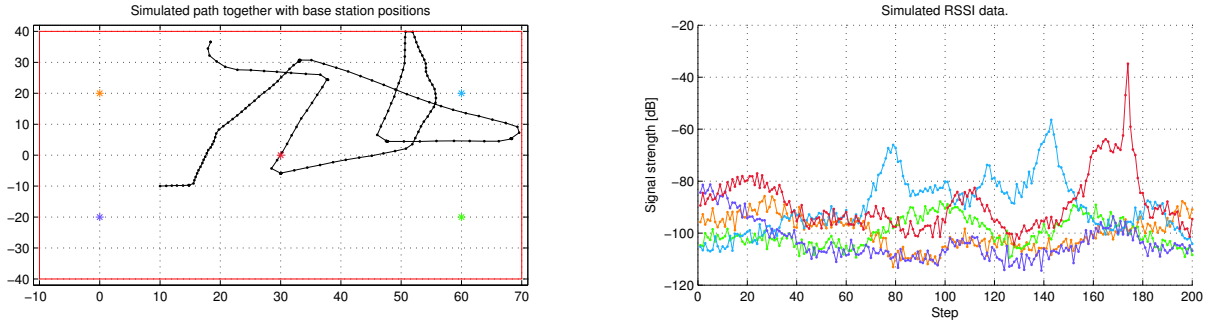 Simulated path together with base station positions
40
30
20
10
0
−10
−20
−30
−40
−10 0 10 20 30 40 50 60 70
Simulated RSSI data.
Signal strength [dB]
−20
−40
−60
−80
−100
−120
0 20 40 60 80 100 120 140 160 180 200
Step